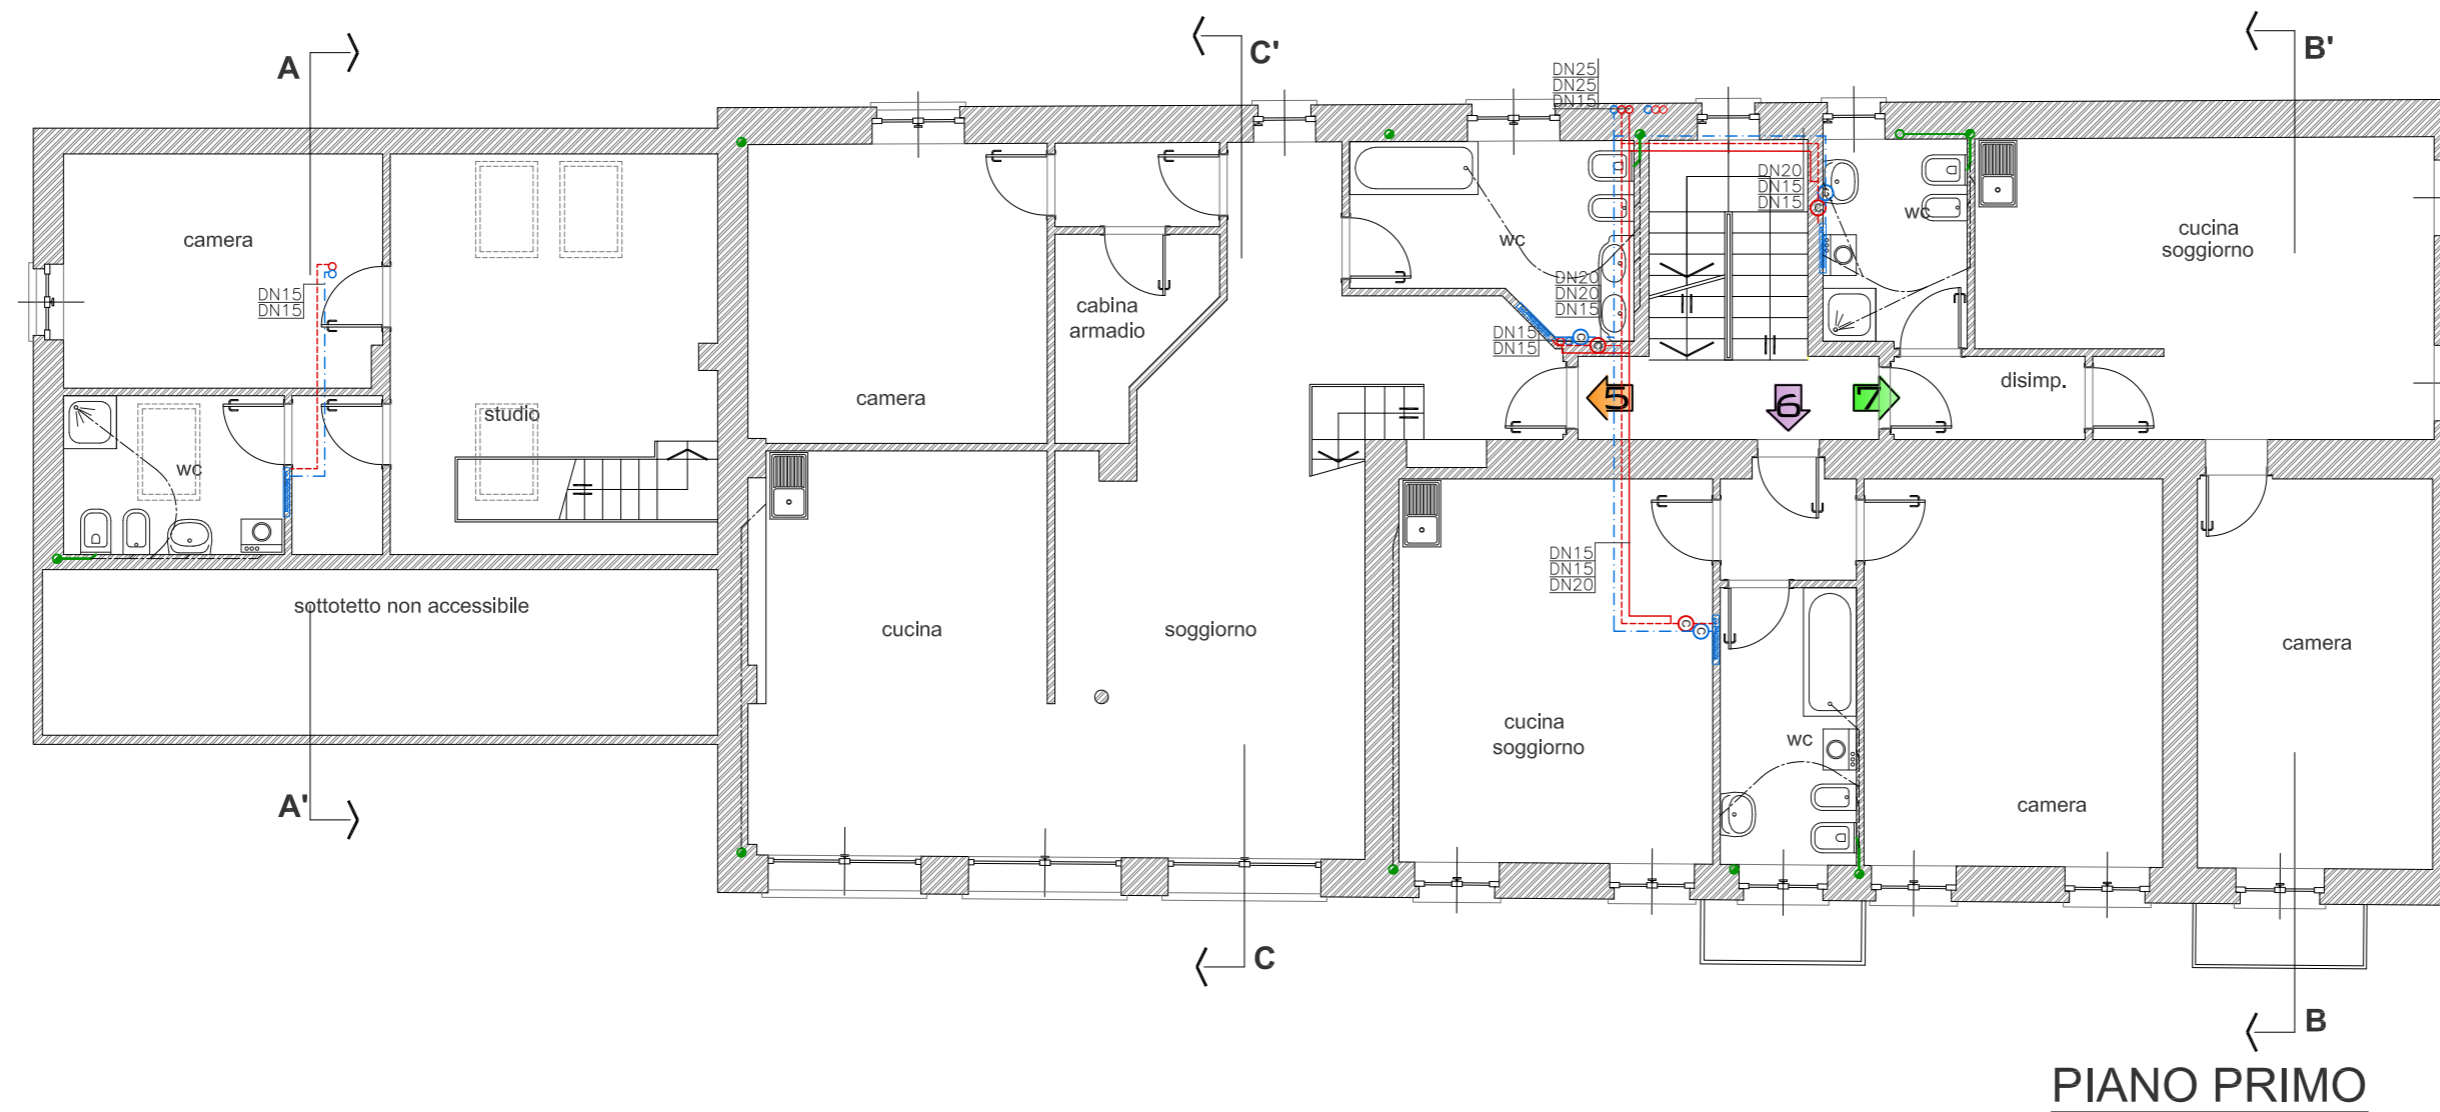 A
C'
B'
DN25
DN25
DN15
camera
DN15
DN15
studio
wc
sottotetto non accessibile
A'
camera
cabina
armadio
cucina
soggiorno
C
wc
DN20
DN20
DN15
DN15
DN15
DN20
DN15
DN15
wc
cucina
soggiorno
disimp.
5
6
7
DN15
DN15
DN20
cucina
soggiorno
wc
camera
camera
B
PIANO PRIMO